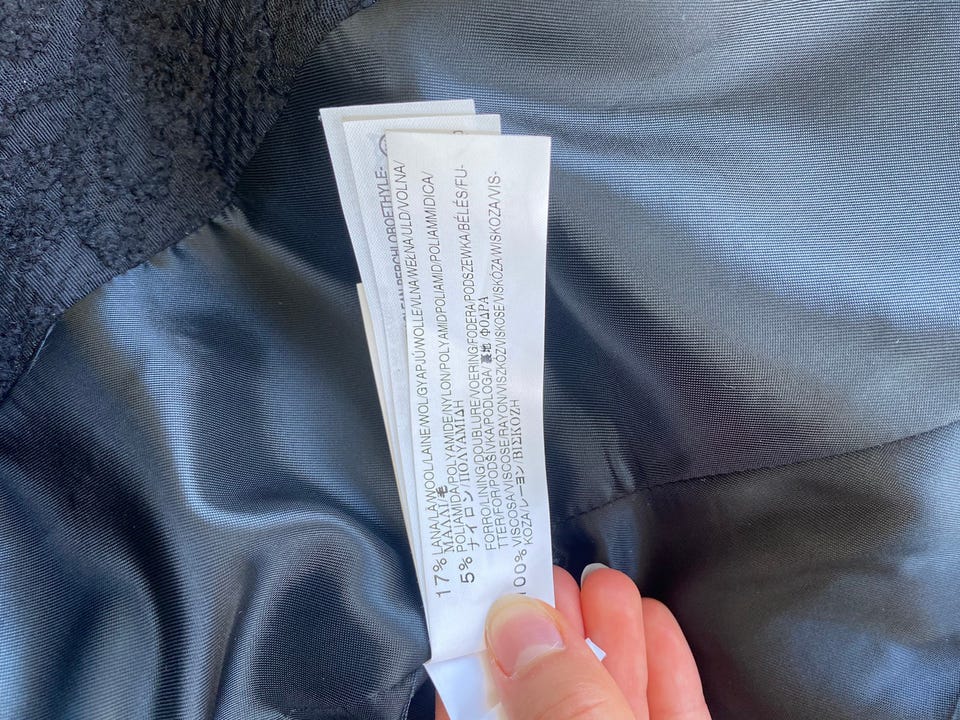 17% LANA/LÃ/WOOL/LAINE/WOL/GYAPJÚ/WOLLE/VLNA/WEŁNA/ULD/VOLNA/
ΜΑΛΛΙ/毛
5% POLIAMIDA/POLYAMIDE/NYLON/POLYAMID/POLIAMID/POLIAMMIDICA/
ナイロン/ΠΟΛΥΑΜΙΔΗ
FORRO/LINING/DOUBLURE/VOERING/FODERA/PODSZEWKA/BÉLÉS/FU-
TTER/FOR/PODŠÍVKA/PODLOGA/裏地 ΦΟΔΡΑ
100% VISCOSA/VISCOSE/RAYON/VISZKÓZ/VISKOSE/VISKÓZA/WISKOZA/VIS-
KOZA/レーヨン/ΒΙΣΚΟΖΗ
PERCHLOROETHYLE-